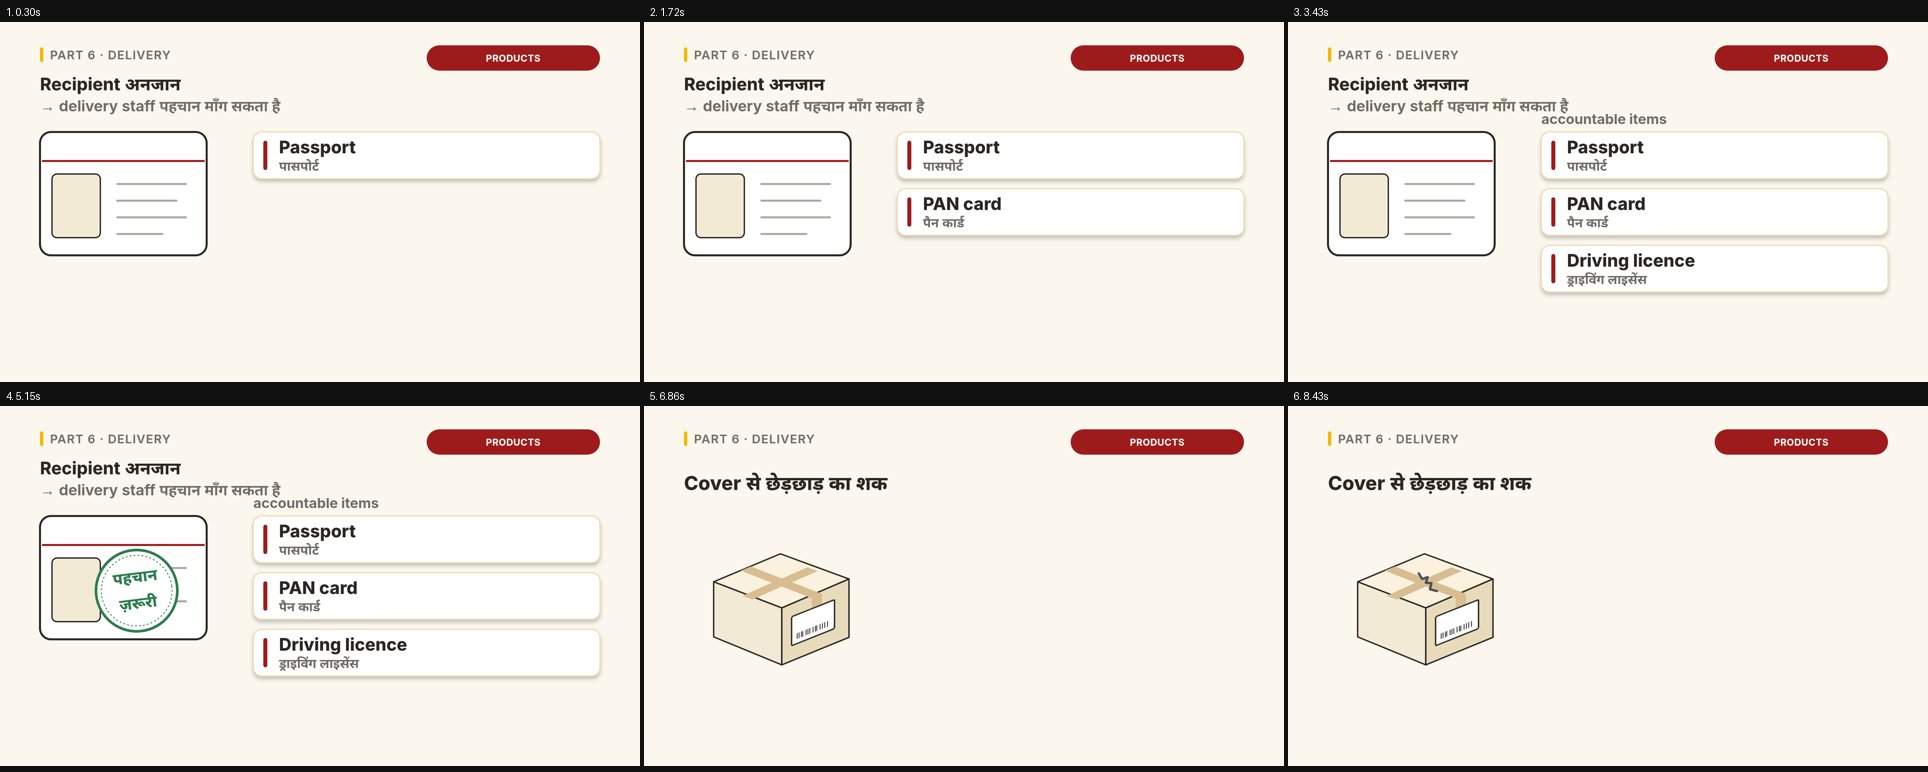 1. 0.30s
PART 6 · DELIVERY
PRODUCTS
Recipient अनजान
→ delivery staff पहचान माँग सकता है
Passport
पासपोर्ट
2. 1.72s
PART 6 · DELIVERY
PRODUCTS
Recipient अनजान
→ delivery staff पहचान माँग सकता है
Passport
पासपोर्ट
PAN card
पैन कार्ड
3. 3.43s
PART 6 · DELIVERY
PRODUCTS
Recipient अनजान
→ delivery staff पहचान माँग सकता है
accountable items
Passport
पासपोर्ट
PAN card
पैन कार्ड
Driving licence
ड्राइविंग लाइसेंस
4. 5.15s
PART 6 · DELIVERY
PRODUCTS
Recipient अनजान
→ delivery staff पहचान माँग सकता है
accountable items
पहचान
ज़रूरी
Passport
पासपोर्ट
PAN card
पैन कार्ड
Driving licence
ड्राइविंग लाइसेंस
5. 6.86s
PART 6 · DELIVERY
PRODUCTS
Cover से छेड़छाड़ का शक
6. 8.43s
PART 6 · DELIVERY
PRODUCTS
Cover से छेड़छाड़ का शक